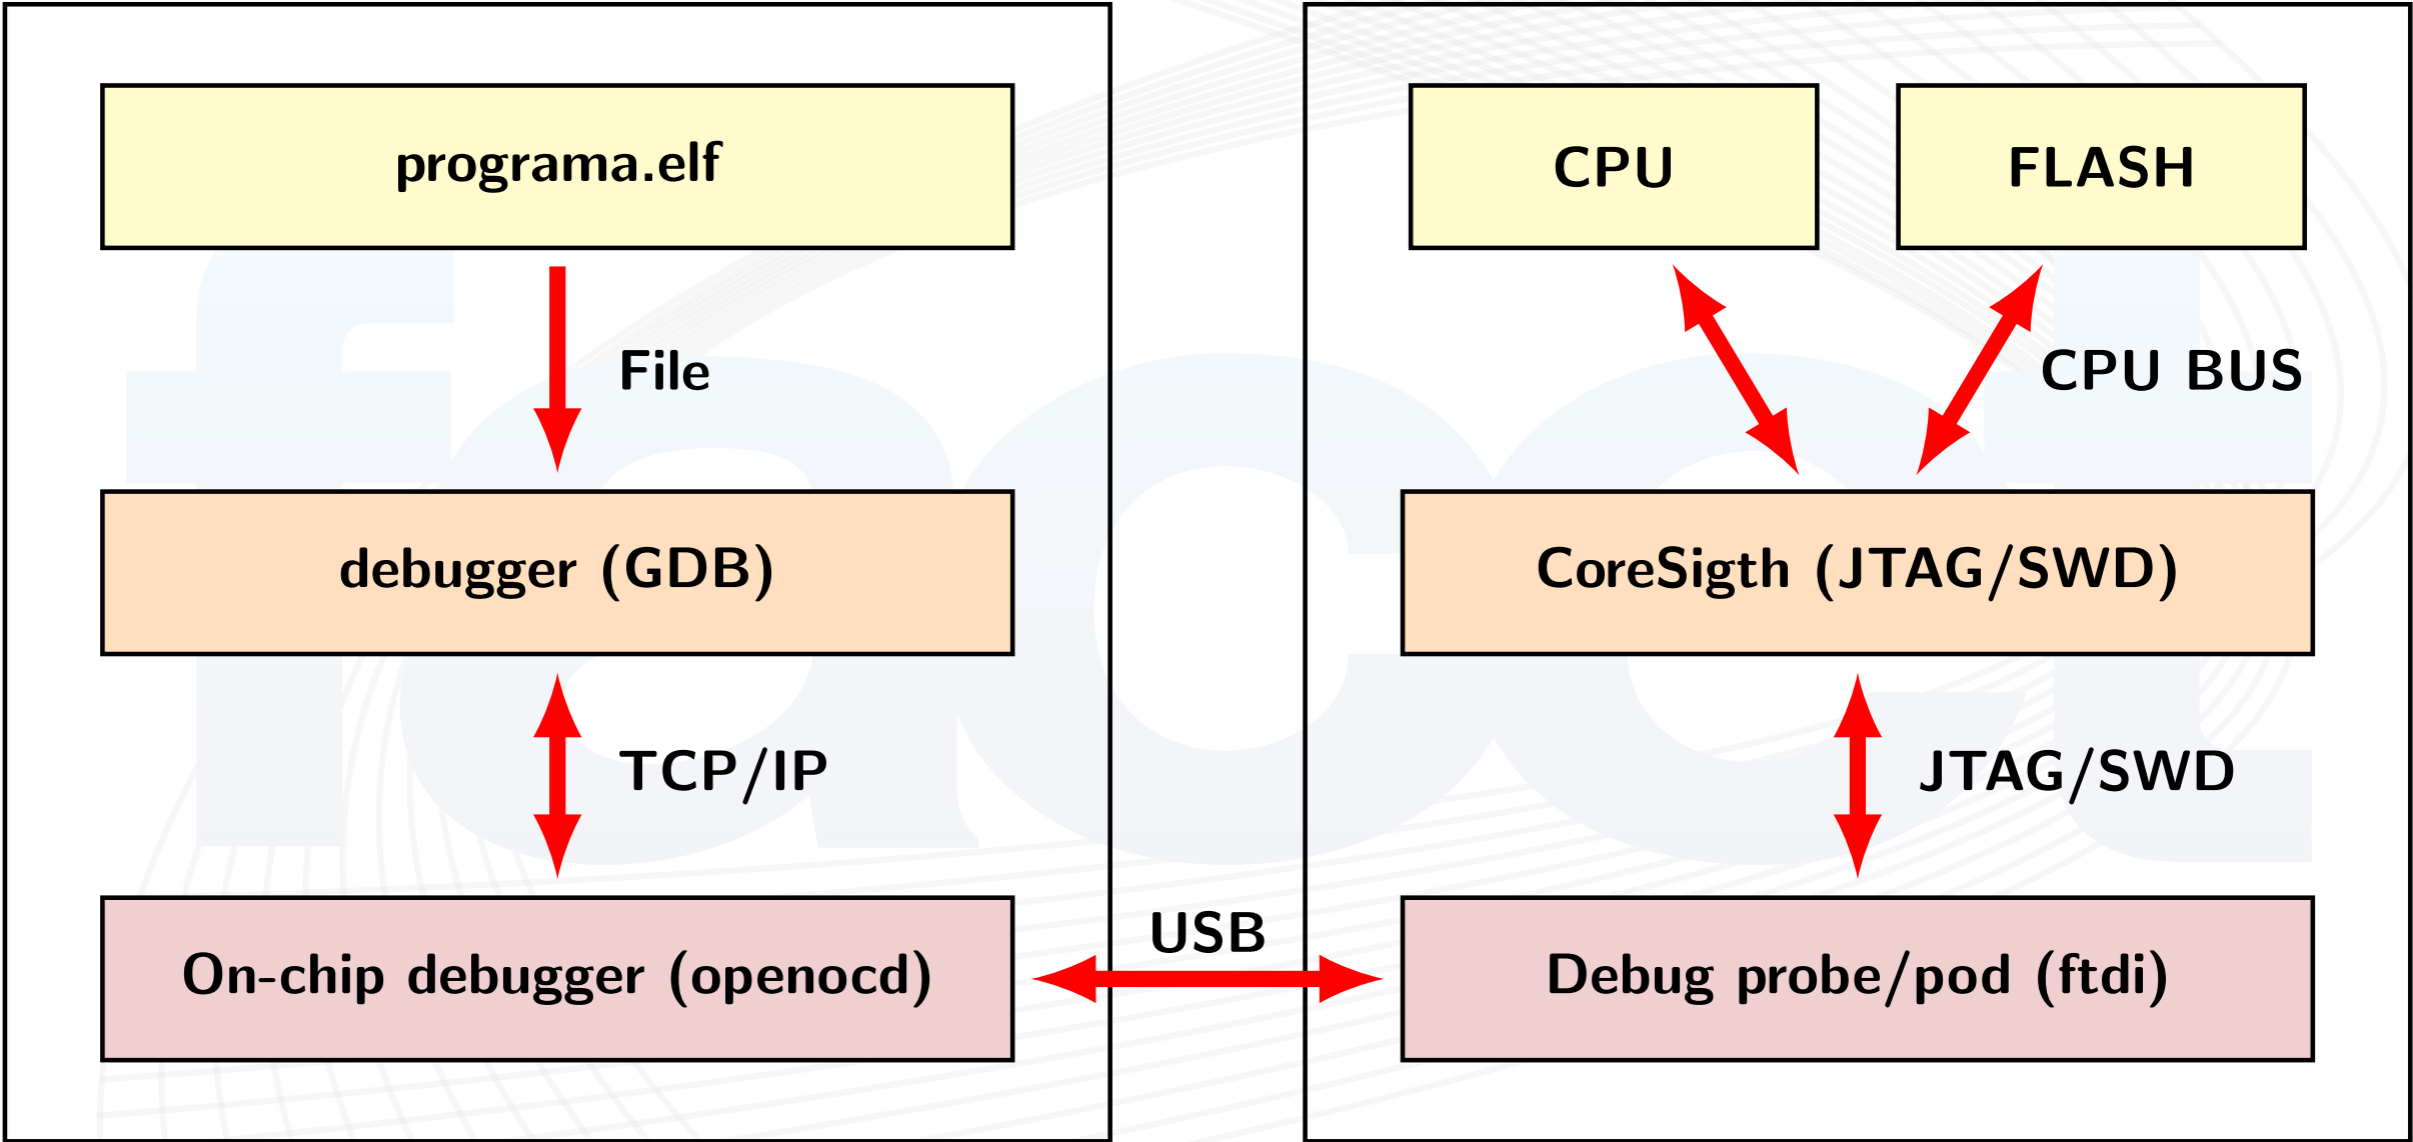 programa.elf
File
debugger (GDB)
TCP/IP
On-chip debugger (openocd)
USB
CPU
FLASH
CPU BUS
CoreSigth (JTAG/SWD)
JTAG/SWD
Debug probe/pod (ftdi)
facet